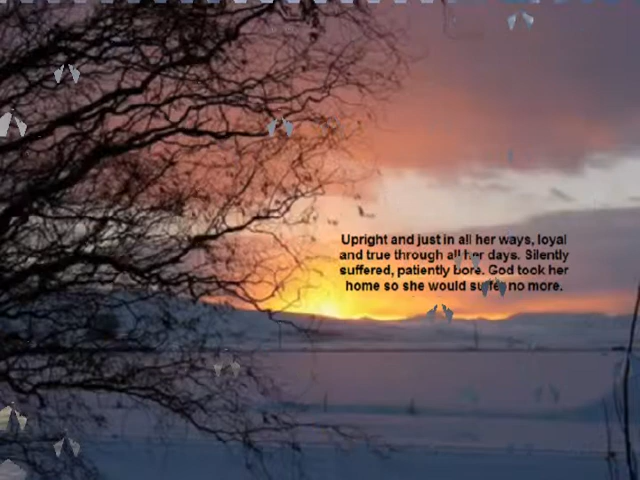 Upright and just in all her ways, loyal
and true through all her days. Silently
suffered, patiently bore. God took her
home so she would suffer no more.